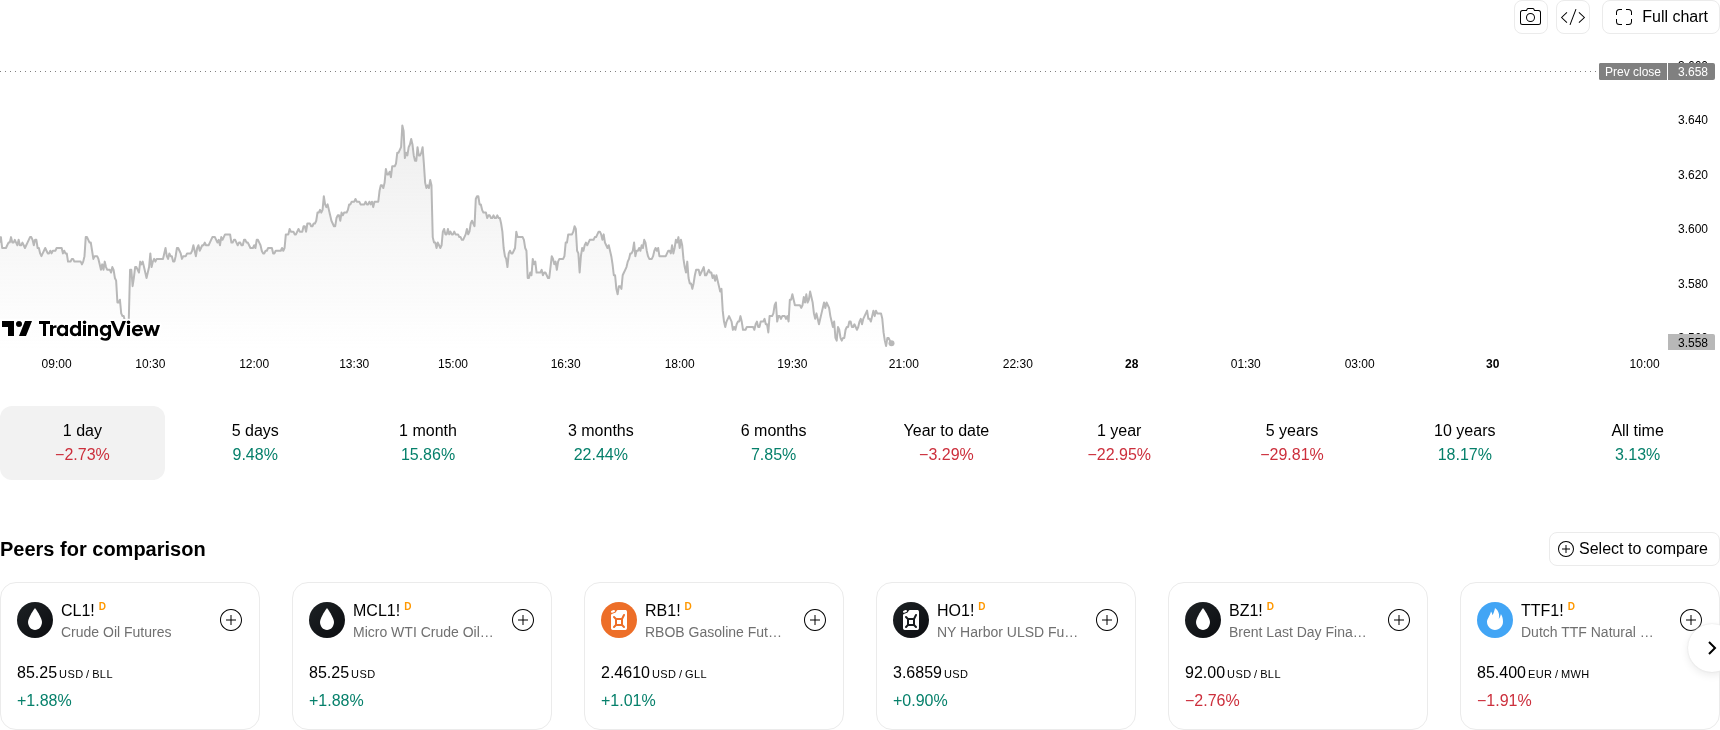 Full chart
Prev close 3.658
3.640
3.620
3.600
3.580
3.558
TradingView
09:00 10:30 12:00 13:30 15:00 16:30 18:00 19:30 21:00 22:30 28 01:30 03:00 30 10:00
1 day 5 days 1 month 3 months 6 months Year to date 1 year 5 years 10 years All time
−2.73% 9.48% 15.86% 22.44% 7.85% −3.29% −22.95% −29.81% 18.17% 3.13%
Peers for comparison
Select to compare
CL1! D
Crude Oil Futures
85.25 USD / BLL
+1.88%
MCL1! D
Micro WTI Crude Oil…
85.25 USD
+1.88%
RB1! D
RBOB Gasoline Fut…
2.4610 USD / GLL
+1.01%
HO1! D
NY Harbor ULSD Fu…
3.6859 USD
+0.90%
BZ1! D
Brent Last Day Fina…
92.00 USD / BLL
−2.76%
TTF1! D
Dutch TTF Natural …
85.400 EUR / MWH
−1.91%